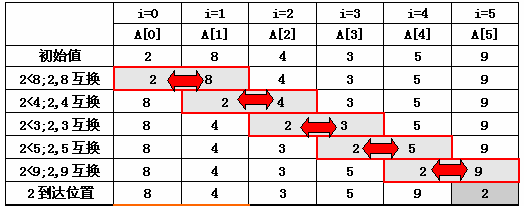 i=0 i=1 i=2 i=3 i=4 i=5
A[0] A[1] A[2] A[3] A[4] A[5]
初始值 2 8 4 3 5 9
2<8;2,8互换 2 8 4 3 5 9
2<4;2,4互换 8 2 4 3 5 9
2<3;2,3互换 8 4 2 3 5 9
2<5;2,5互换 8 4 3 2 5 9
2<9;2,9互换 8 4 3 5 2 9
2到达位置 8 4 3 5 9 2